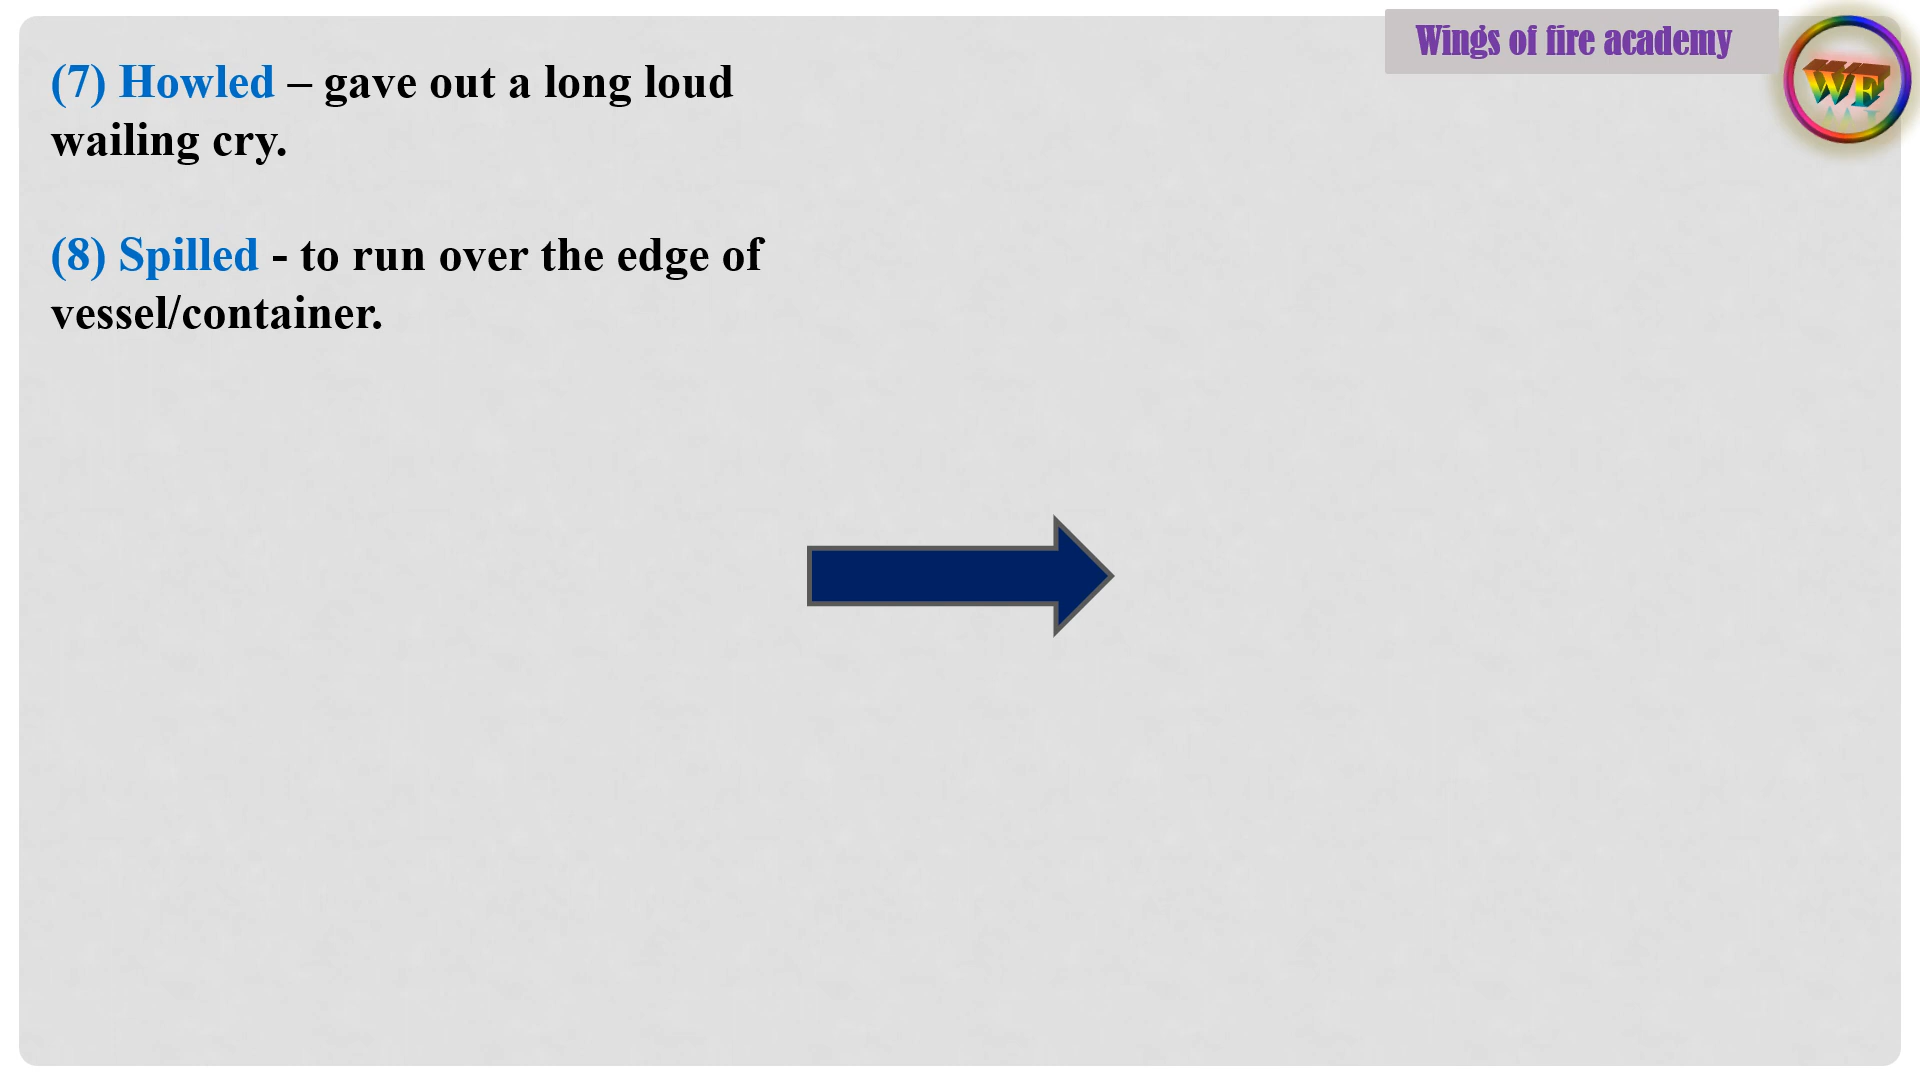 Wings of fire academy
WF
(7) Howled – gave out a long loud
wailing cry.
(8) Spilled - to run over the edge of
vessel/container.